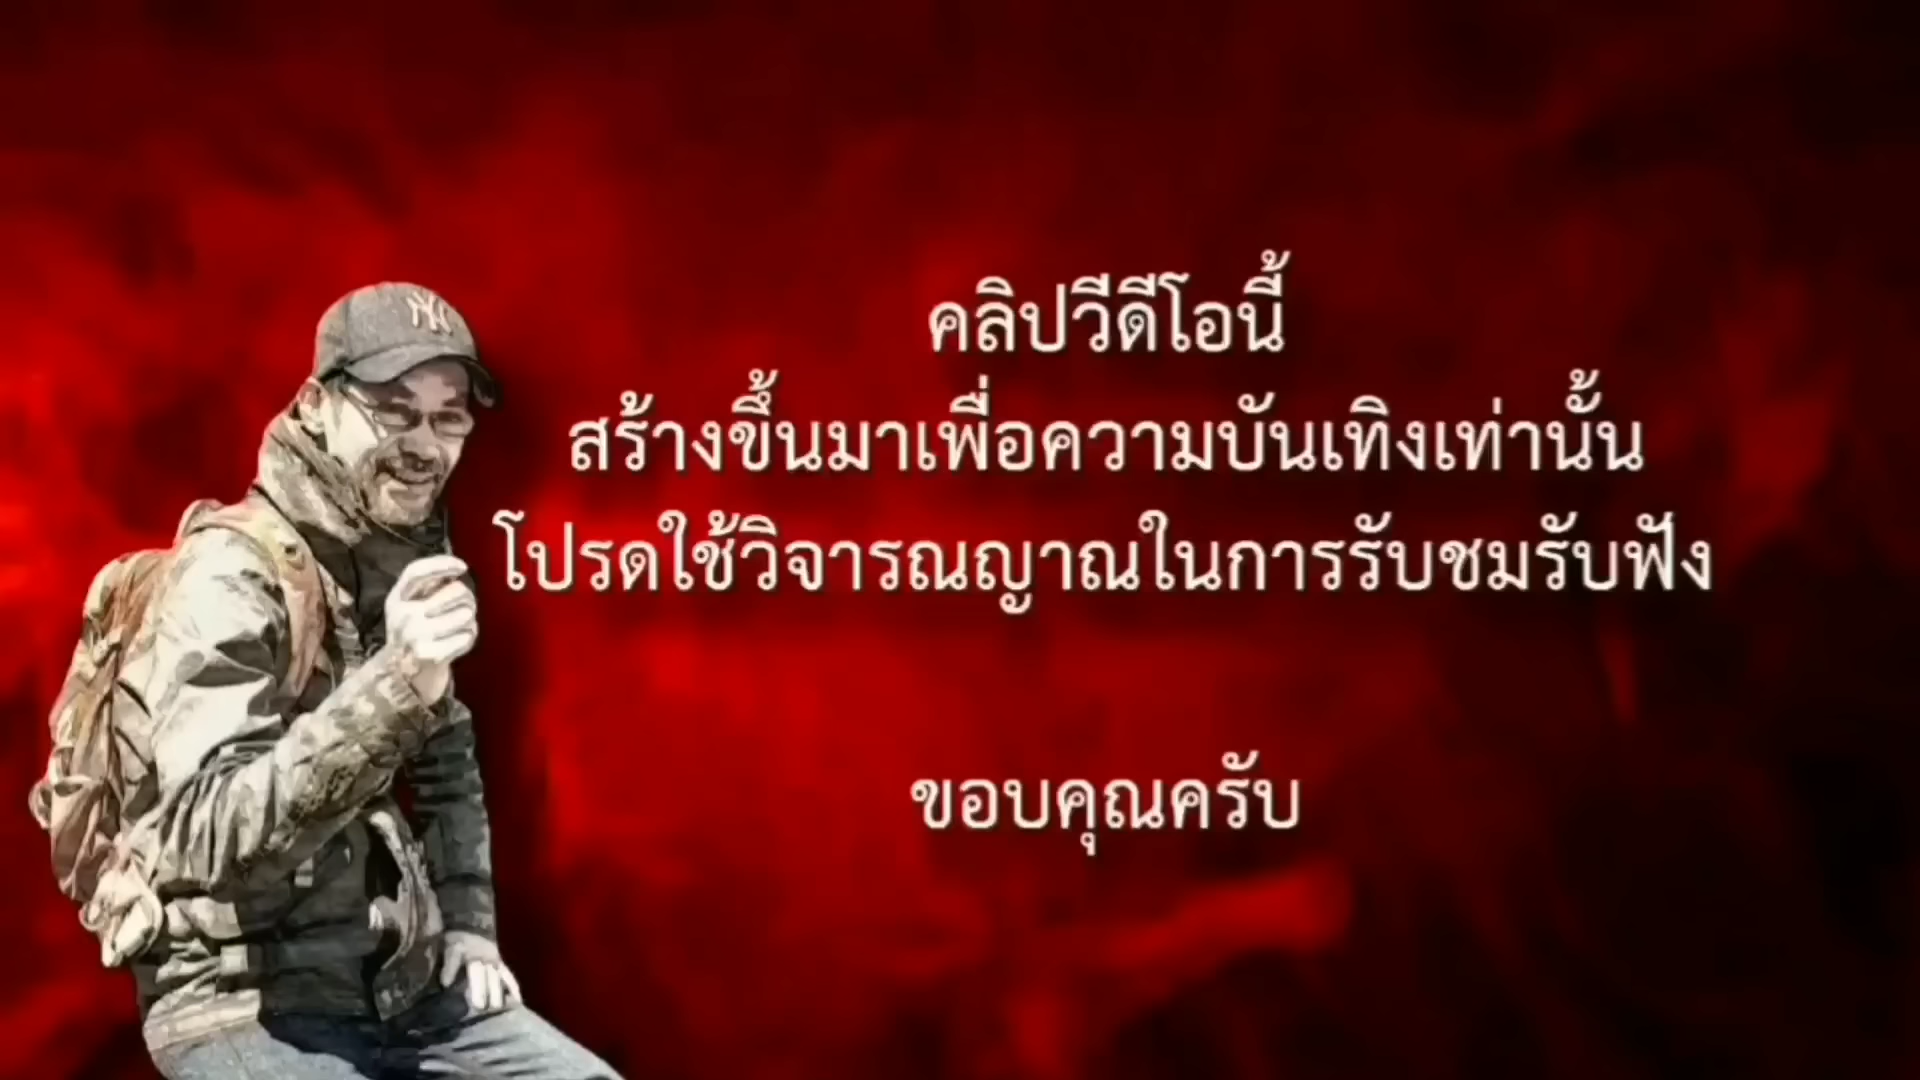 NY
คลิปวีดีโอนี้
สร้างขึ้นมาเพื่อความบันเทิงเท่านั้น
โปรดใช้วิจารณญาณในการรับชมรับฟัง
ขอบคุณครับ